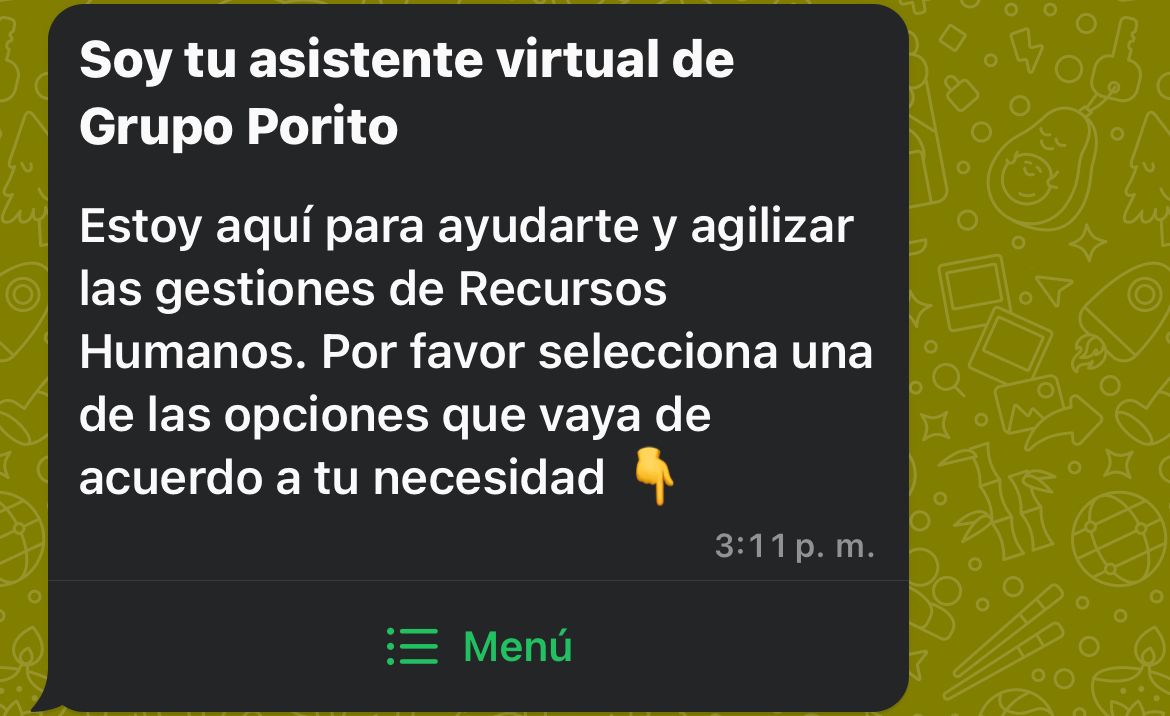 Soy tu asistente virtual de
Grupo Porito
Estoy aquí para ayudarte y agilizar
las gestiones de Recursos
Humanos. Por favor selecciona una
de las opciones que vaya de
acuerdo a tu necesidad 👇
3:11 p. m.
Menú